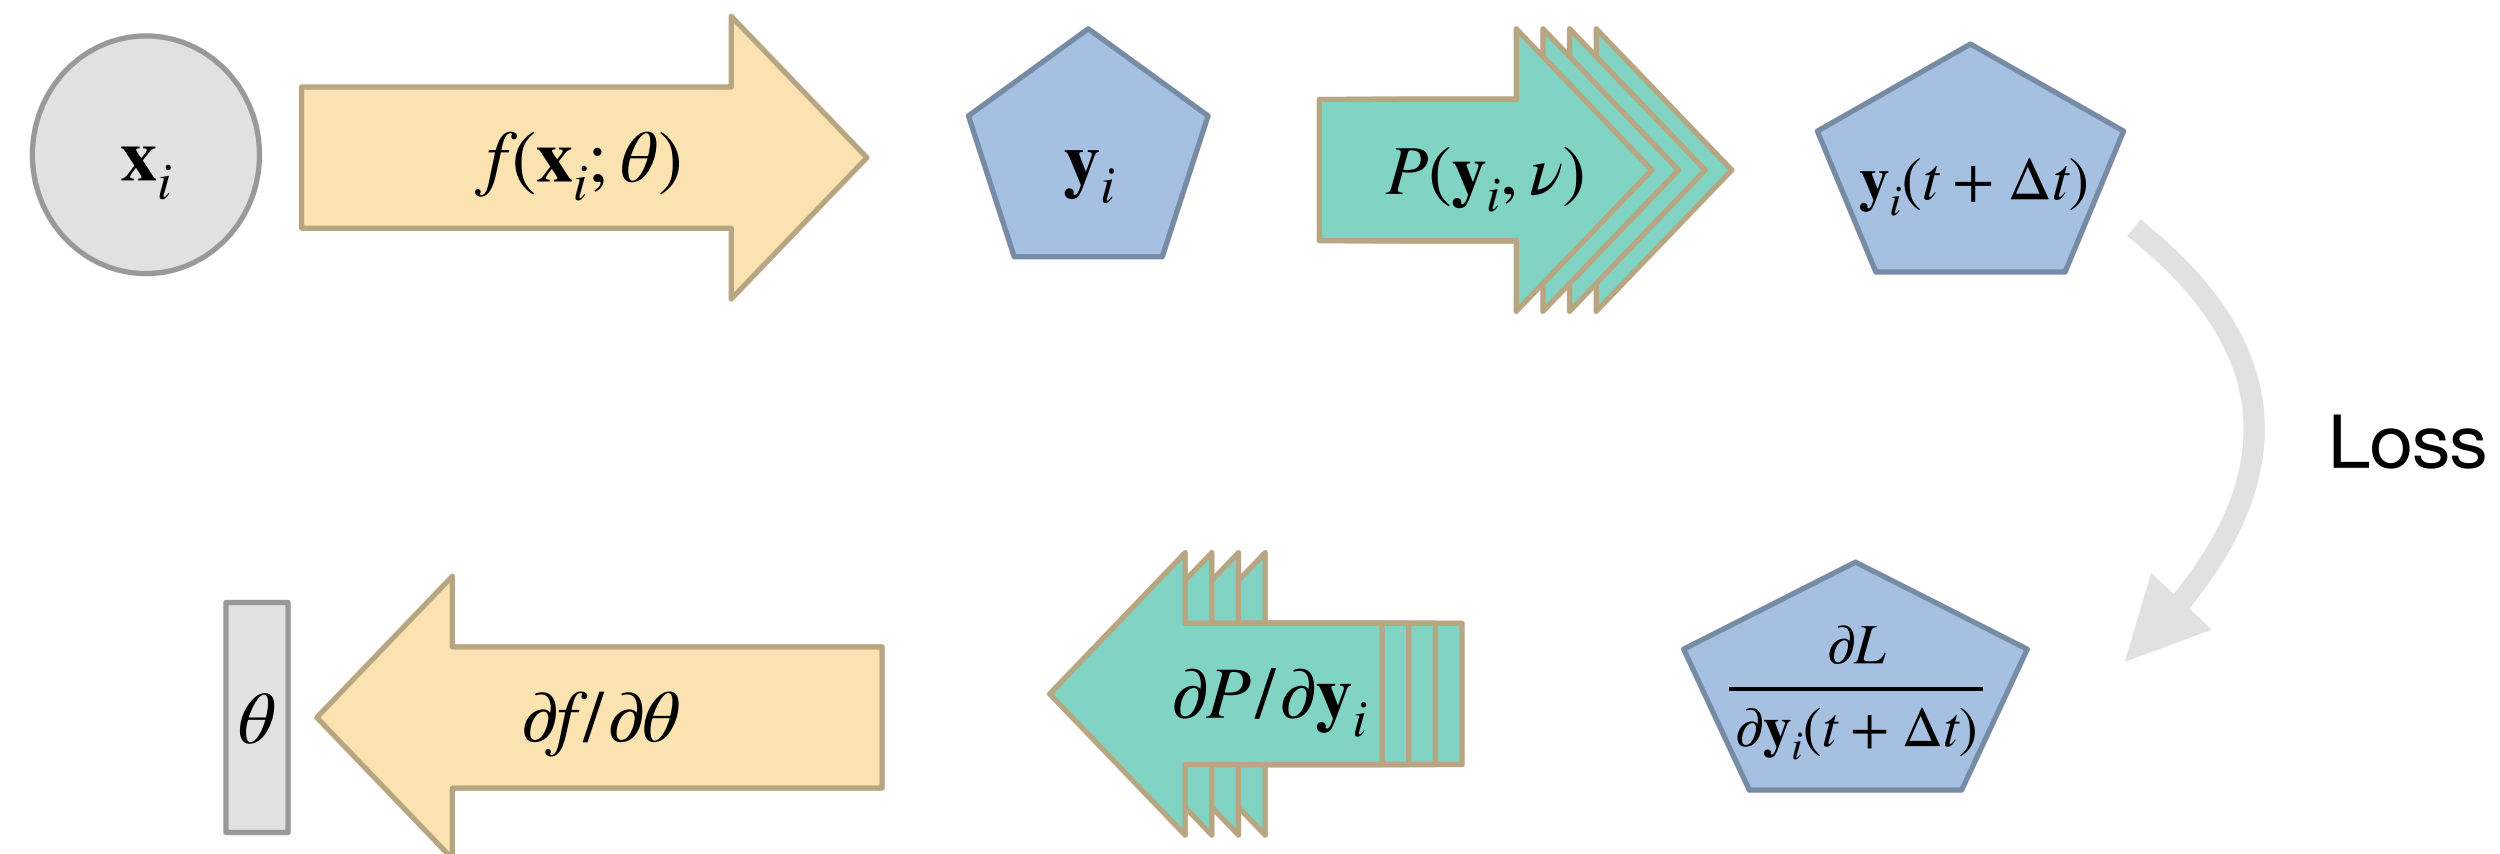 𝐱ᵢ
f(𝐱ᵢ; θ)
𝐲ᵢ
P(𝐲ᵢ, ν)
𝐲ᵢ(t + Δt)
Loss
θ
∂f/∂θ
∂P/∂𝐲ᵢ
∂L
∂𝐲ᵢ(t + Δt)